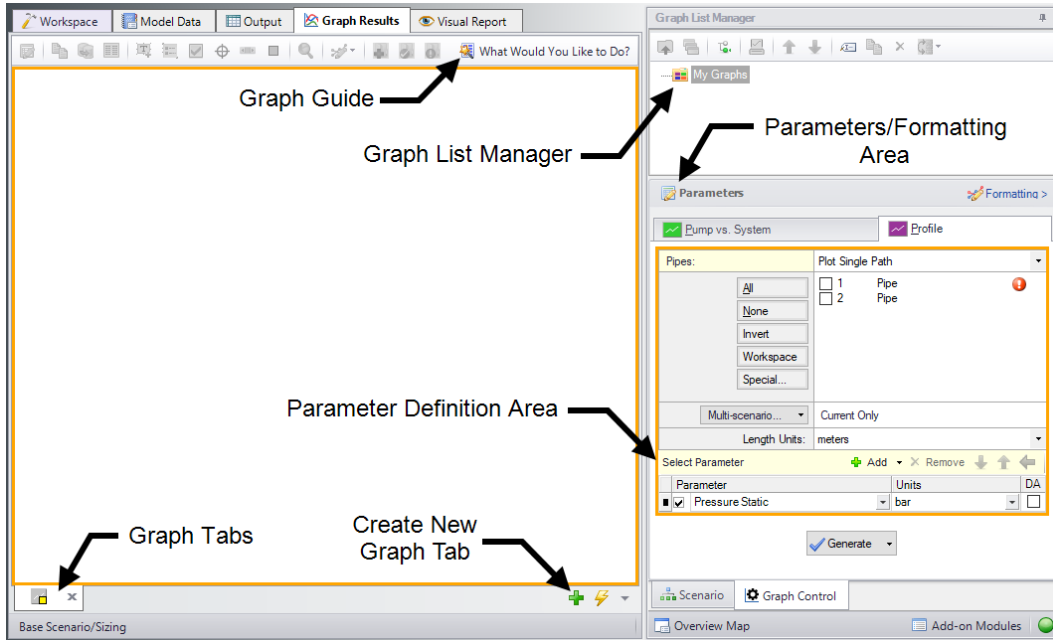 Workspace Model Data Output Graph Results Visual Report
What Would You Like to Do?
Graph Guide
Graph List Manager
Graph Tabs
Create New
Graph Tab
Parameter Definition Area
Base Scenario/Sizing
Graph List Manager
My Graphs
Parameters/Formatting
Area
Parameters Formatting >
Pump vs. System Profile
Pipes: Plot Single Path
All 1 Pipe
None 2 Pipe
Invert
Workspace
Special...
Multi-scenario... Current Only
Length Units: meters
Select Parameter Add Remove
Parameter Units DA
Pressure Static bar
Generate
Scenario Graph Control
Overview Map Add-on Modules